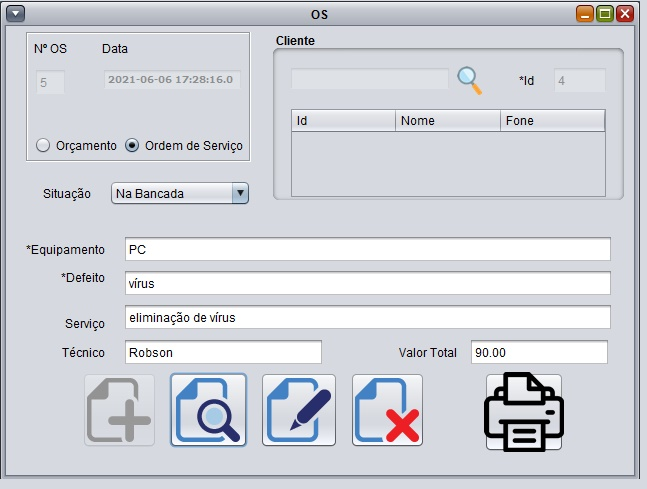 OS
Nº OS
Data
5
2021-06-06 17:28:16.0
Orçamento
Ordem de Serviço
Cliente
*Id
4
Id
Nome
Fone
Situação
Na Bancada
*Equipamento
PC
*Defeito
vírus
Serviço
eliminação de vírus
Técnico
Robson
Valor Total
90.00